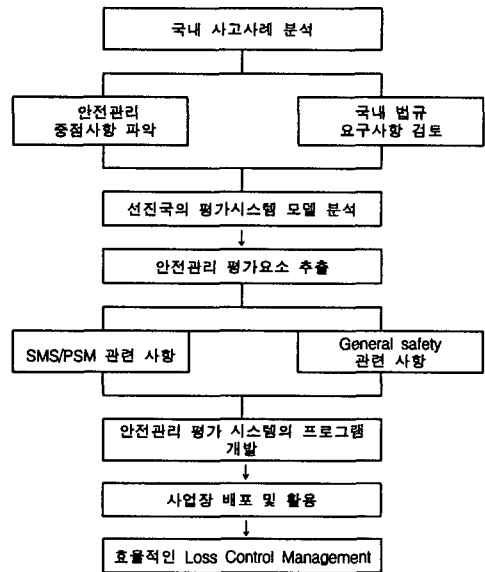 국내 사고사례 분석
안전관리
중점사항 파악
국내 법규
요구사항 검토
선진국의 평가시스템 모델 분석
안전관리 평가요소 추출
SMS/PSM 관련 사항
General safety
관련 사항
안전관리 평가 시스템의 프로그램
개발
사업장 배포 및 활용
효율적인 Loss Control Management